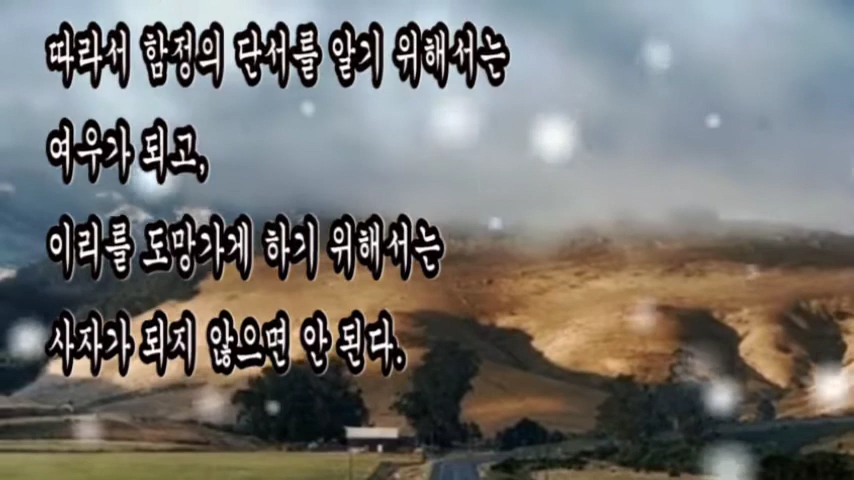 따라서 함정의 단서를 알기 위해서는
여우가 되고,
이리를 도망가게 하기 위해서는
사자가 되지 않으면 안 된다.